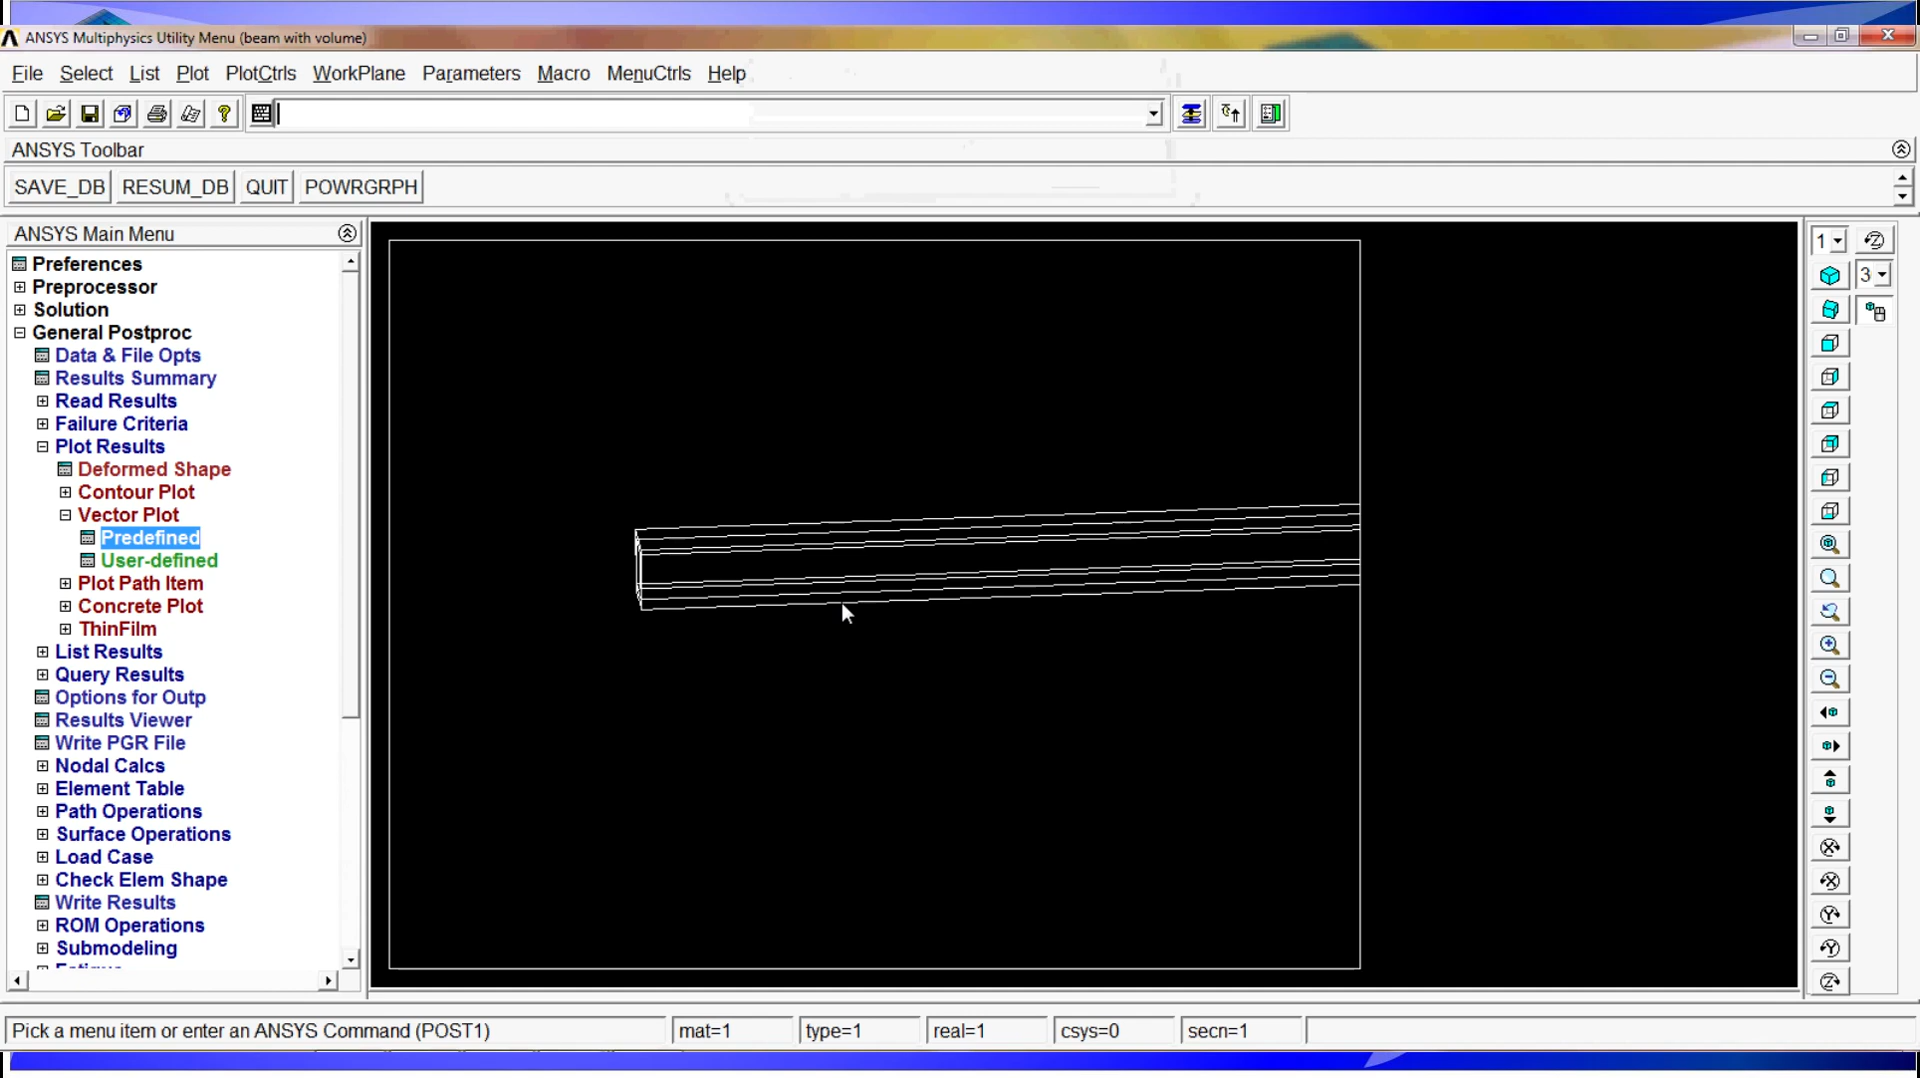 ANSYS Multiphysics Utility Menu (beam with volume)
File Select List Plot PlotCtrls WorkPlane Parameters Macro MenuCtrls Help
ANSYS Toolbar
SAVE_DB RESUM_DB QUIT POWRGRPH
ANSYS Main Menu
Preferences
Preprocessor
Solution
General Postproc
Data & File Opts
Results Summary
Read Results
Failure Criteria
Plot Results
Deformed Shape
Contour Plot
Vector Plot
Predefined
User-defined
Plot Path Item
Concrete Plot
ThinFilm
List Results
Query Results
Options for Outp
Results Viewer
Write PGR File
Nodal Calcs
Element Table
Path Operations
Surface Operations
Load Case
Check Elem Shape
Write Results
ROM Operations
Submodeling
1
3
Pick a menu item or enter an ANSYS Command (POST1) mat=1 type=1 real=1 csys=0 secn=1